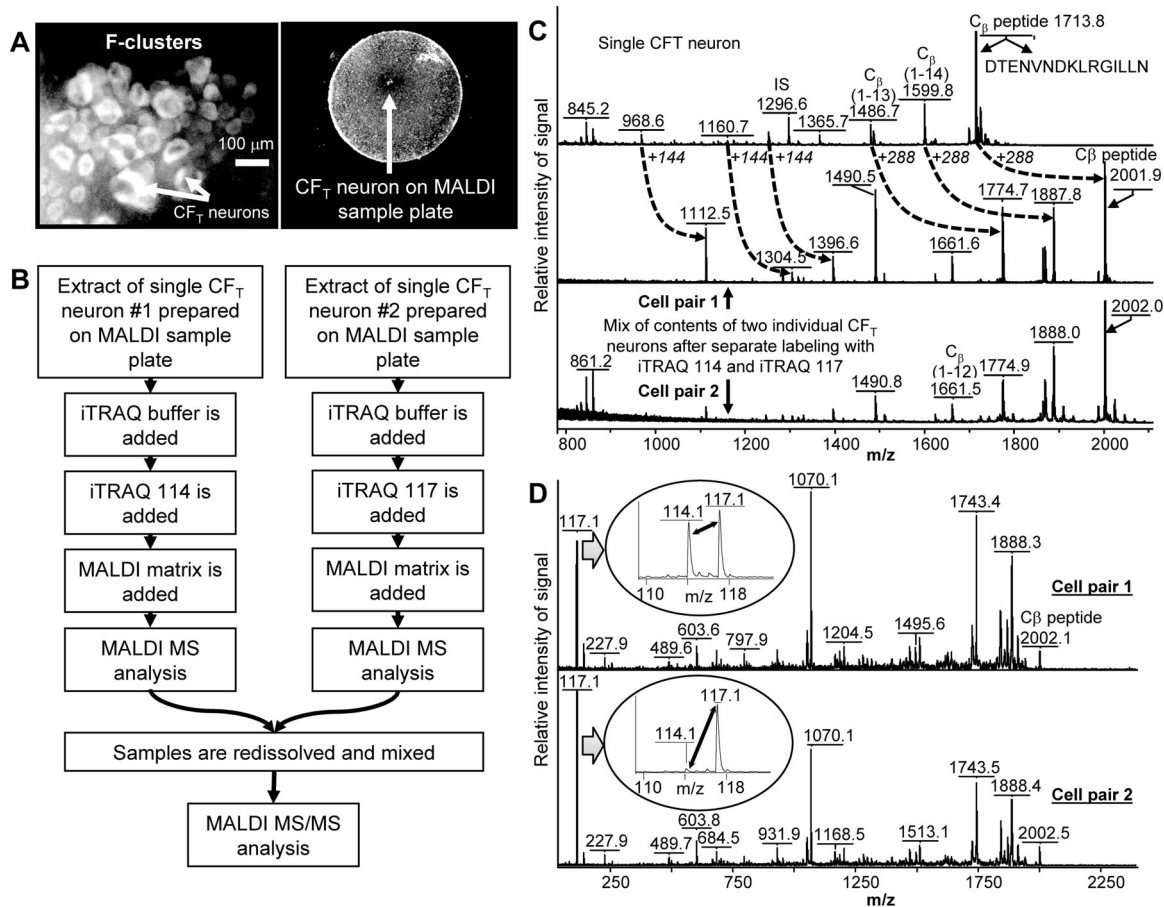 A
F-clusters
100 μm
CF_T neurons
CF_T neuron on MALDI
sample plate
B
Extract of single CF_T
neuron #1 prepared
on MALDI sample
plate
Extract of single CF_T
neuron #2 prepared
on MALDI sample
plate
iTRAQ buffer is
added
iTRAQ buffer is
added
iTRAQ 114 is
added
iTRAQ 117 is
added
MALDI matrix is
added
MALDI matrix is
added
MALDI MS
analysis
MALDI MS
analysis
Samples are redissolved and mixed
MALDI MS/MS
analysis
C
Relative intensity of signal
Single CFT neuron
C_β peptide 1713.8
DTENVNDKLRGILLN
845.2
968.6
1160.7
IS
1296.6
1365.7
C_β
(1-13)
1486.7
C_β
(1-14)
1599.8
+144
+144
+144
+288
+288
+288
Cβ peptide
2001.9
1112.5
1304.5
1396.6
1490.5
1661.6
1774.7
1887.8
Cell pair 1
Mix of contents of two individual CF_T
neurons after separate labeling with
iTRAQ 114 and iTRAQ 117
Cell pair 2
861.2
1490.8
C_β
(1-12)
1661.5
1774.9
1888.0
2002.0
800 1000 1200 1400 1600 1800 2000
m/z
D
Relative intensity of signal
117.1
114.1
117.1
110 118
m/z
227.9
489.6
603.6
797.9
1070.1
1204.5
1495.6
1743.4
1888.3
Cell pair 1
Cβ peptide
2002.1
117.1
114.1
117.1
110 118
m/z
227.9
489.7
603.8
684.5
931.9
1070.1
1168.5
1513.1
1743.5
1888.4
Cell pair 2
2002.5
250 750 1250 1750 2250
m/z